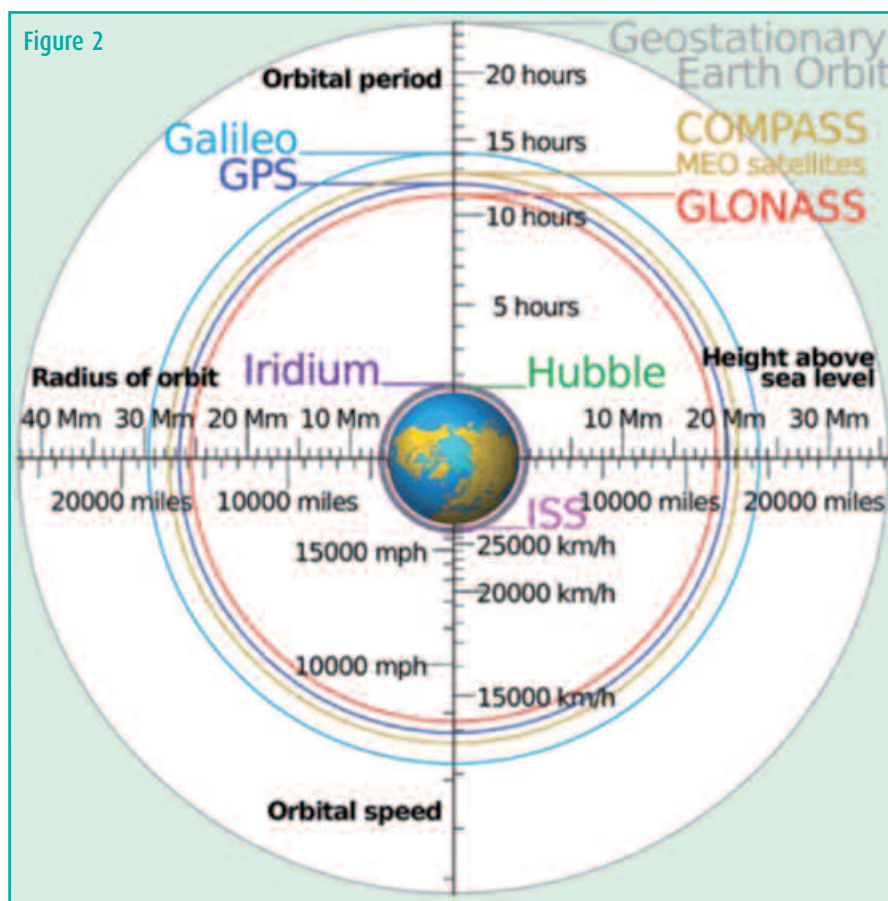 Figure 2
Geostationary
Earth Orbit
Orbital period
20 hours
COMPASS
MEO satellites
Galileo
15 hours
GPS
GLONASS
10 hours
5 hours
Iridium
Hubble
Radius of orbit
Height above
sea level
40 Mm 30 Mm 20 Mm 10 Mm 10 Mm 20 Mm 30 Mm
20000 miles 10000 miles 10000 miles 20000 miles
ISS
15000 mph
25000 km/h
20000 km/h
10000 mph
15000 km/h
Orbital speed